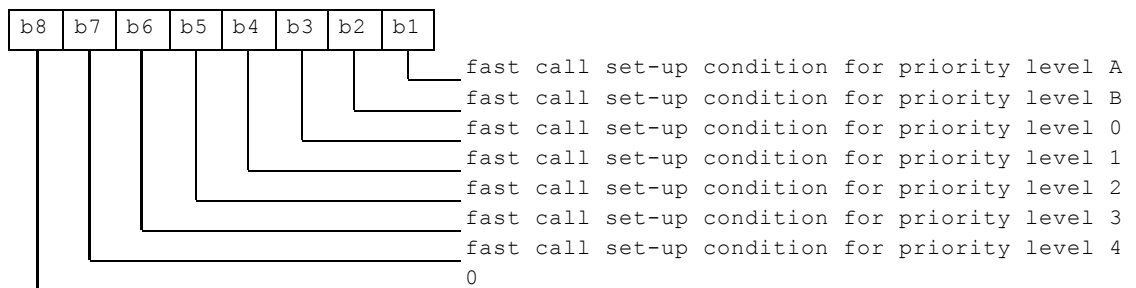 b8 b7 b6 b5 b4 b3 b2 b1
fast call set-up condition for priority level A
fast call set-up condition for priority level B
fast call set-up condition for priority level 0
fast call set-up condition for priority level 1
fast call set-up condition for priority level 2
fast call set-up condition for priority level 3
fast call set-up condition for priority level 4
0